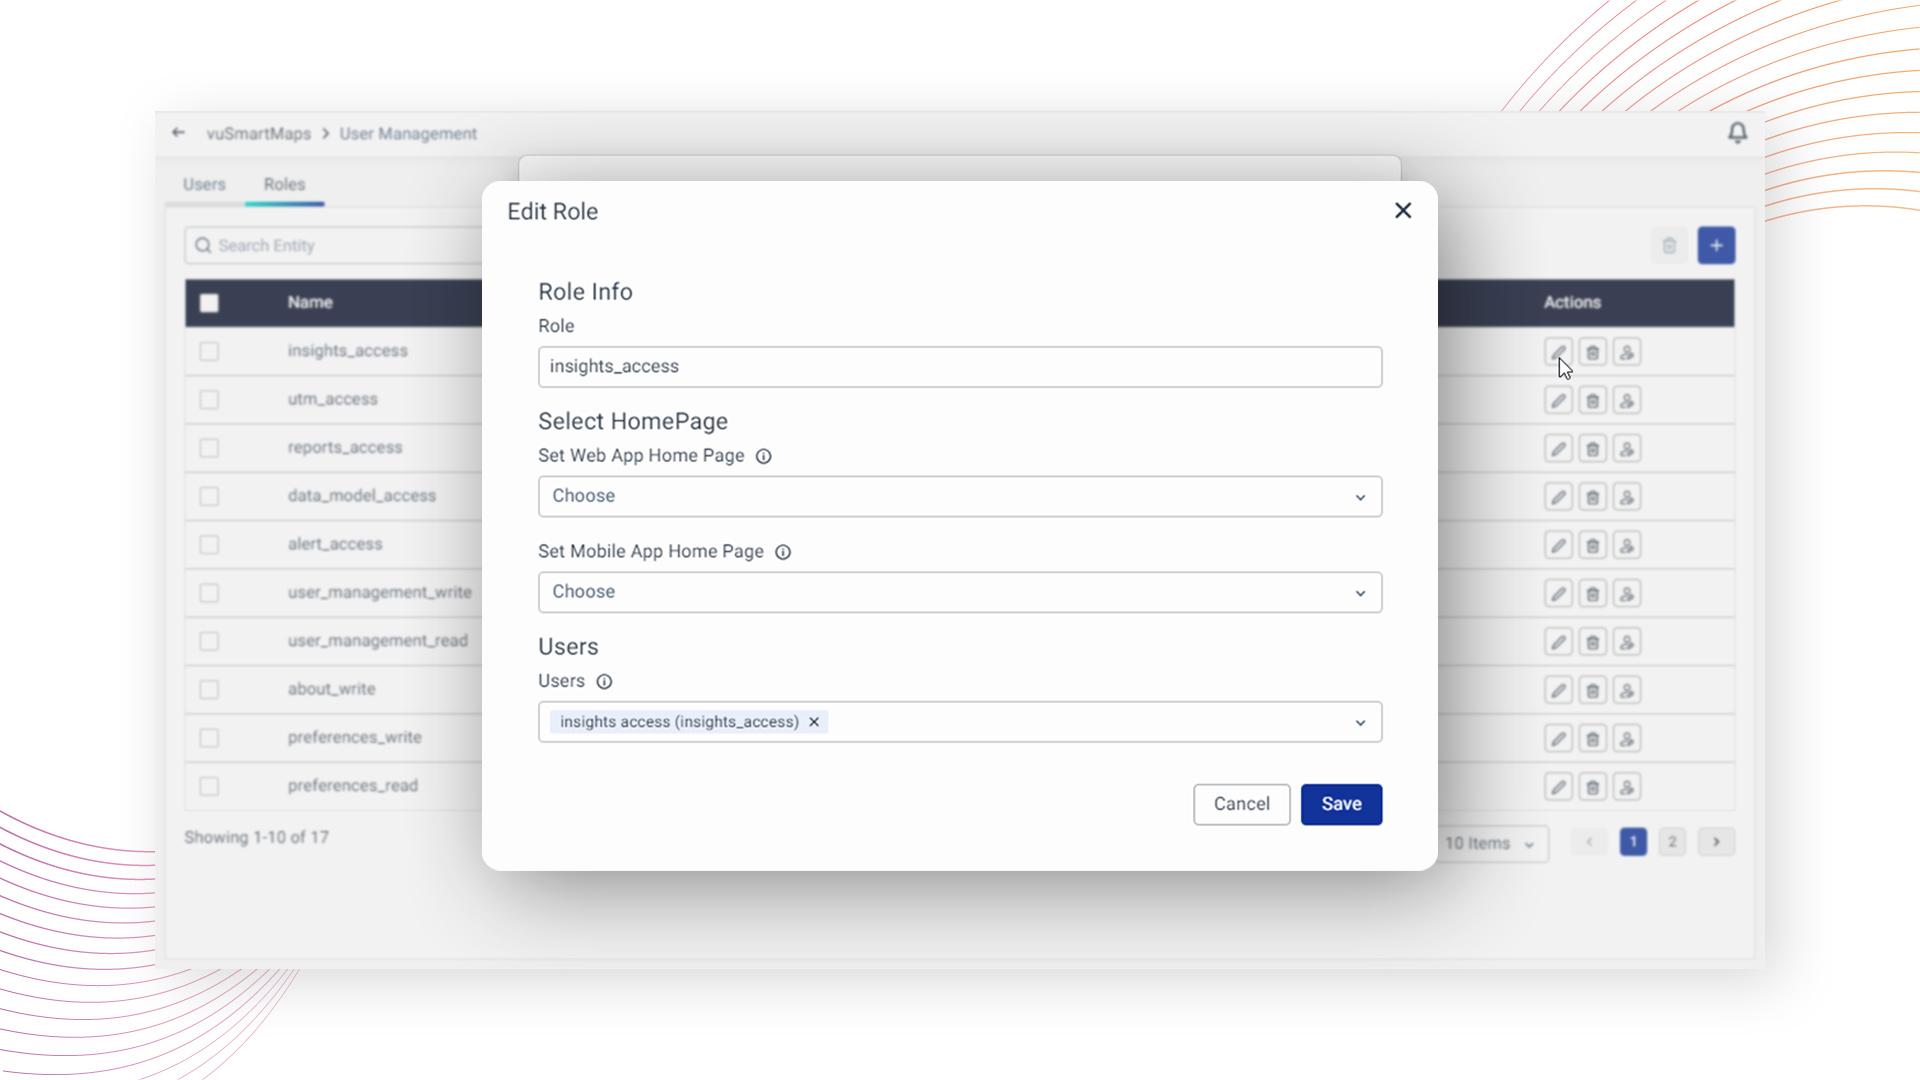 vuSmartMaps > User Management
Users
Roles
Search Entity
Name
Actions
insights_access
utm_access
reports_access
data_model_access
alert_access
user_management_write
user_management_read
about_write
preferences_write
preferences_read
Showing 1-10 of 17
10 Items
1
2
Edit Role
Role Info
Role
insights_access
Select HomePage
Set Web App Home Page
Choose
Set Mobile App Home Page
Choose
Users
Users
insights access (insights_access)
Cancel
Save